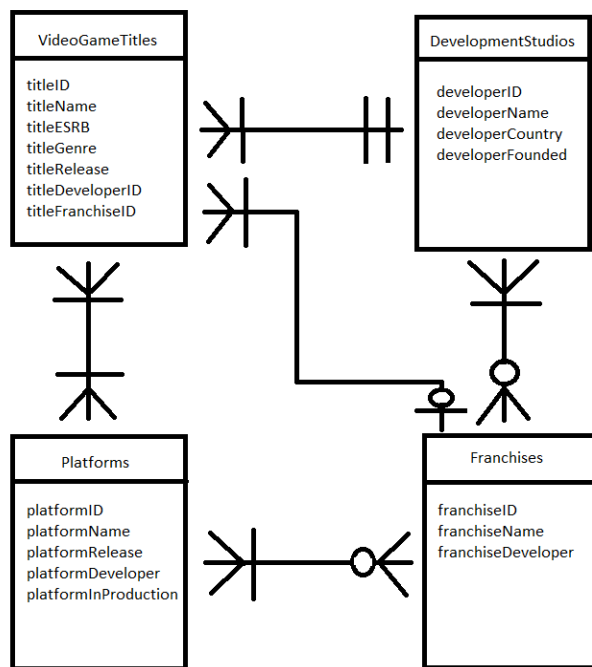 VideoGameTitles
titleID
titleName
titleESRB
titleGenre
titleRelease
titleDeveloperID
titleFranchiseID
DevelopmentStudios
developerID
developerName
developerCountry
developerFounded
Platforms
platformID
platformName
platformRelease
platformDeveloper
platformInProduction
Franchises
franchiseID
franchiseName
franchiseDeveloper